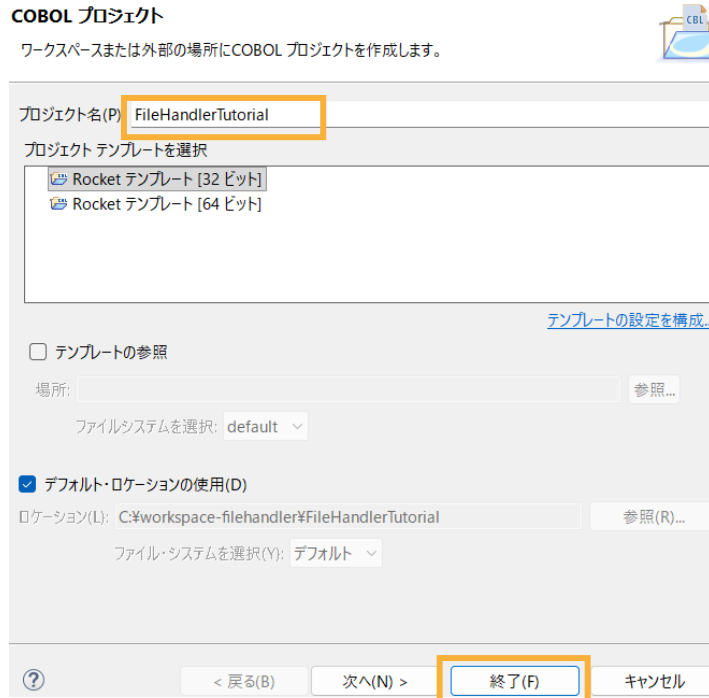 COBOL プロジェクト
CBL
ワークスペースまたは外部の場所にCOBOL プロジェクトを作成します。
プロジェクト名(P) FileHandlerTutorial
プロジェクト テンプレートを選択
Rocket テンプレート [32 ビット]
Rocket テンプレート [64 ビット]
テンプレートの設定を構成..
テンプレートの参照
場所: 参照...
ファイルシステムを選択: default
デフォルト・ロケーションの使用(D)
ロケーション(L): C:¥workspace-filehandler¥FileHandlerTutorial 参照(R)...
ファイル・システムを選択(Y): デフォルト
? < 戻る(B) 次へ(N) > 終了(F) キャンセル